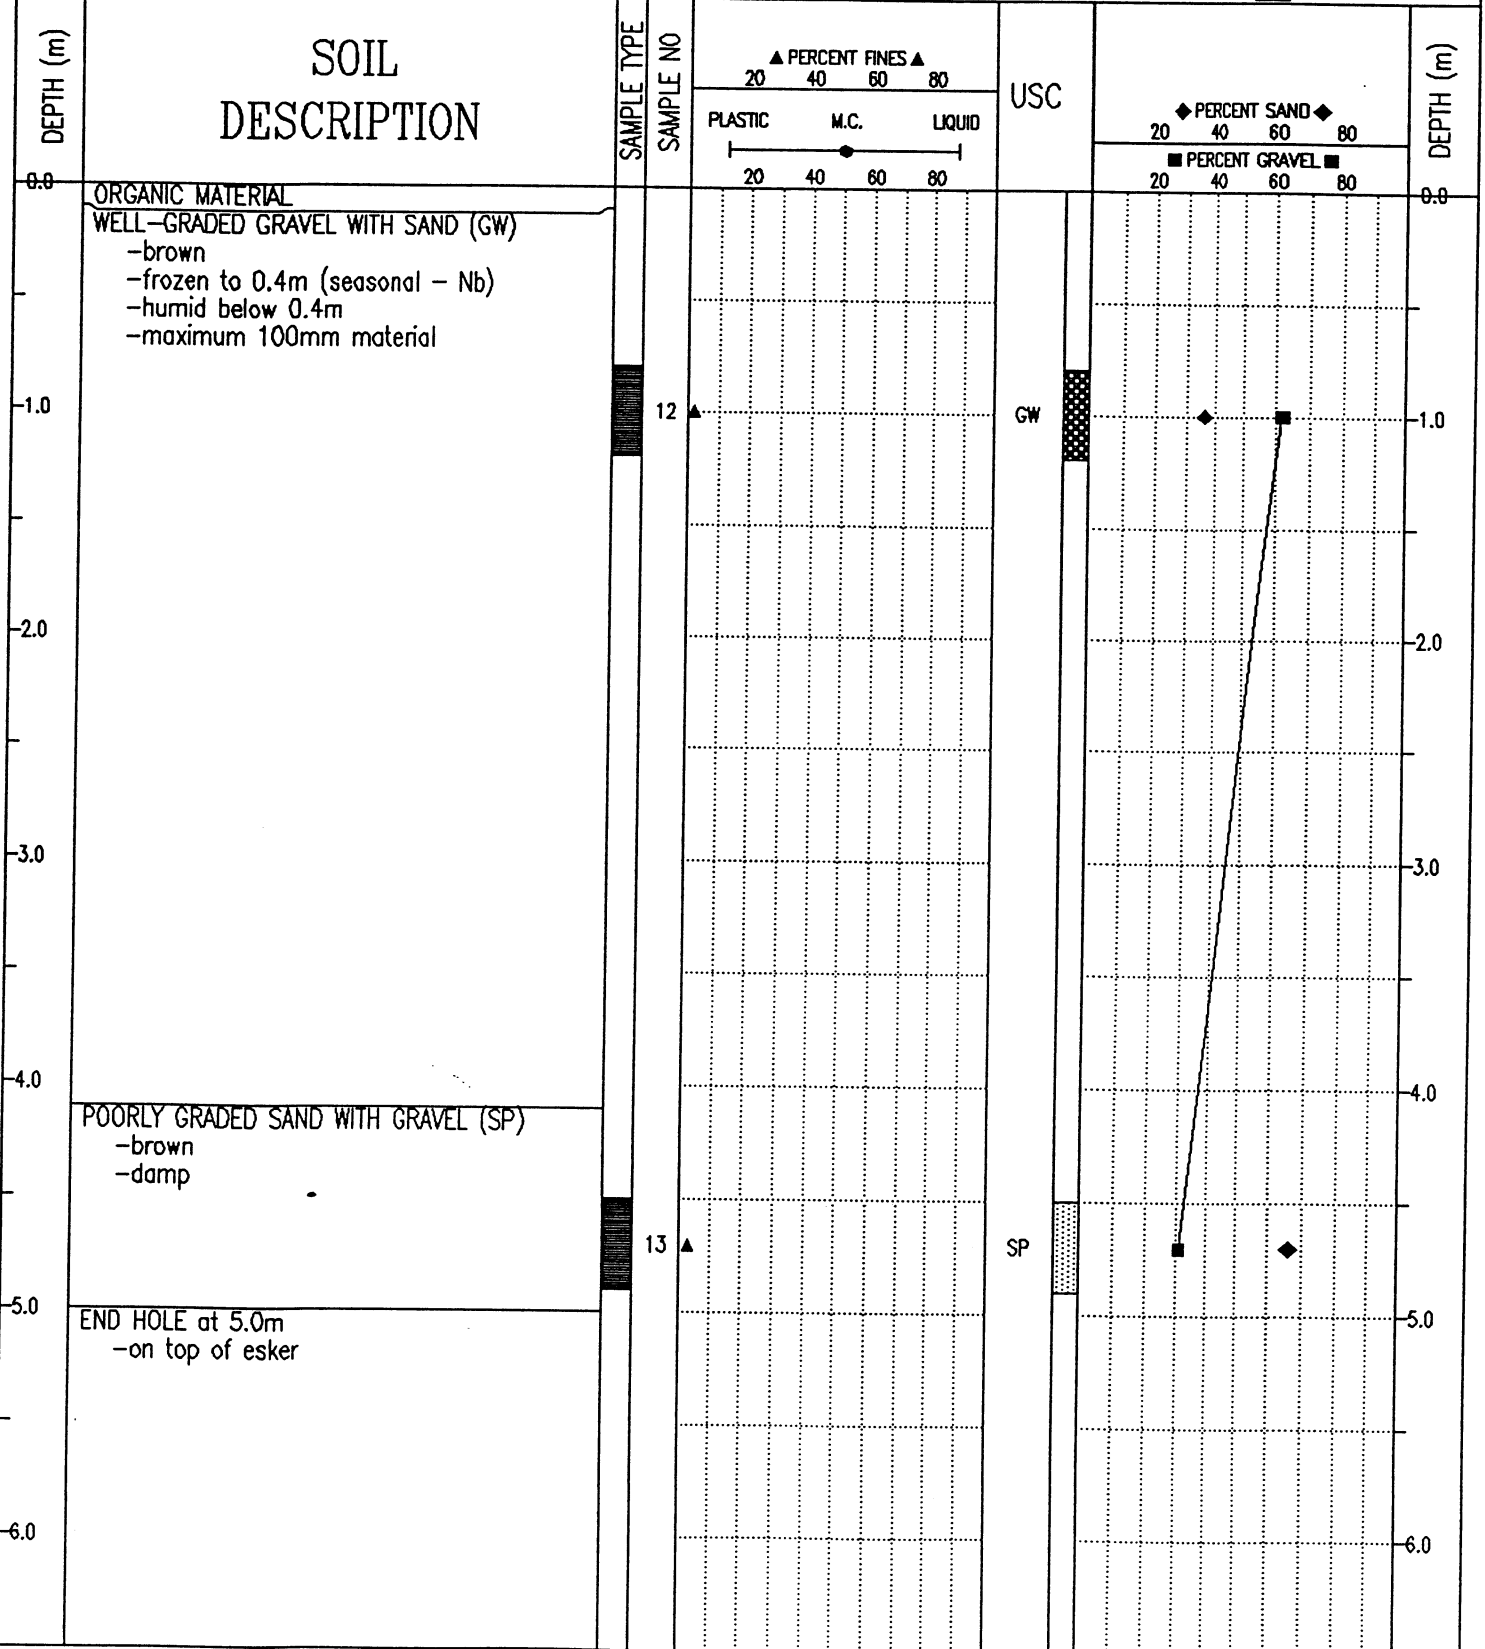 DEPTH (m)
SOIL
DESCRIPTION
SAMPLE TYPE
SAMPLE NO
▲ PERCENT FINES ▲
20 40 60 80
PLASTIC M.C. LIQUID
20 40 60 80
USC
◆ PERCENT SAND ◆
20 40 60 80
■ PERCENT GRAVEL ■
20 40 60 80
DEPTH (m)
0.0
ORGANIC MATERIAL
0.0
WELL-GRADED GRAVEL WITH SAND (GW)
-brown
-frozen to 0.4m (seasonal - Nb)
-humid below 0.4m
-maximum 100mm material
1.0 12 GW 1.0
2.0 2.0
3.0 3.0
4.0 4.0
POORLY GRADED SAND WITH GRAVEL (SP)
-brown
-damp
13 SP
5.0 5.0
END HOLE at 5.0m
-on top of esker
6.0 6.0